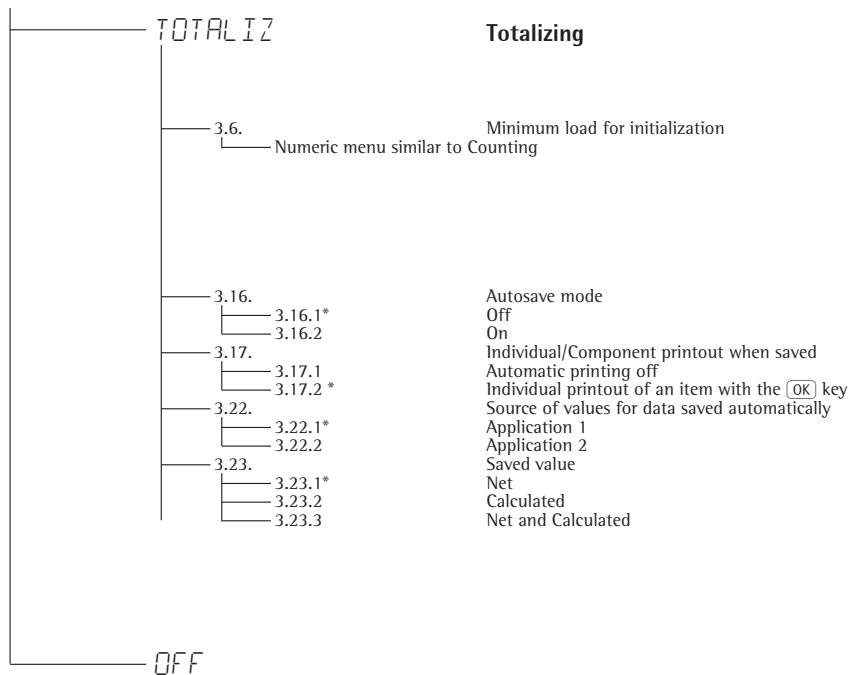 TOTALIZ Totalizing
3.6. Minimum load for initialization
Numeric menu similar to Counting
3.16. Autosave mode
3.16.1* Off
3.16.2 On
3.17. Individual/Component printout when saved
3.17.1 Automatic printing off
3.17.2 * Individual printout of an item with the OK key
3.22. Source of values for data saved automatically
3.22.1* Application 1
3.22.2 Application 2
3.23. Saved value
3.23.1* Net
3.23.2 Calculated
3.23.3 Net and Calculated
OFF